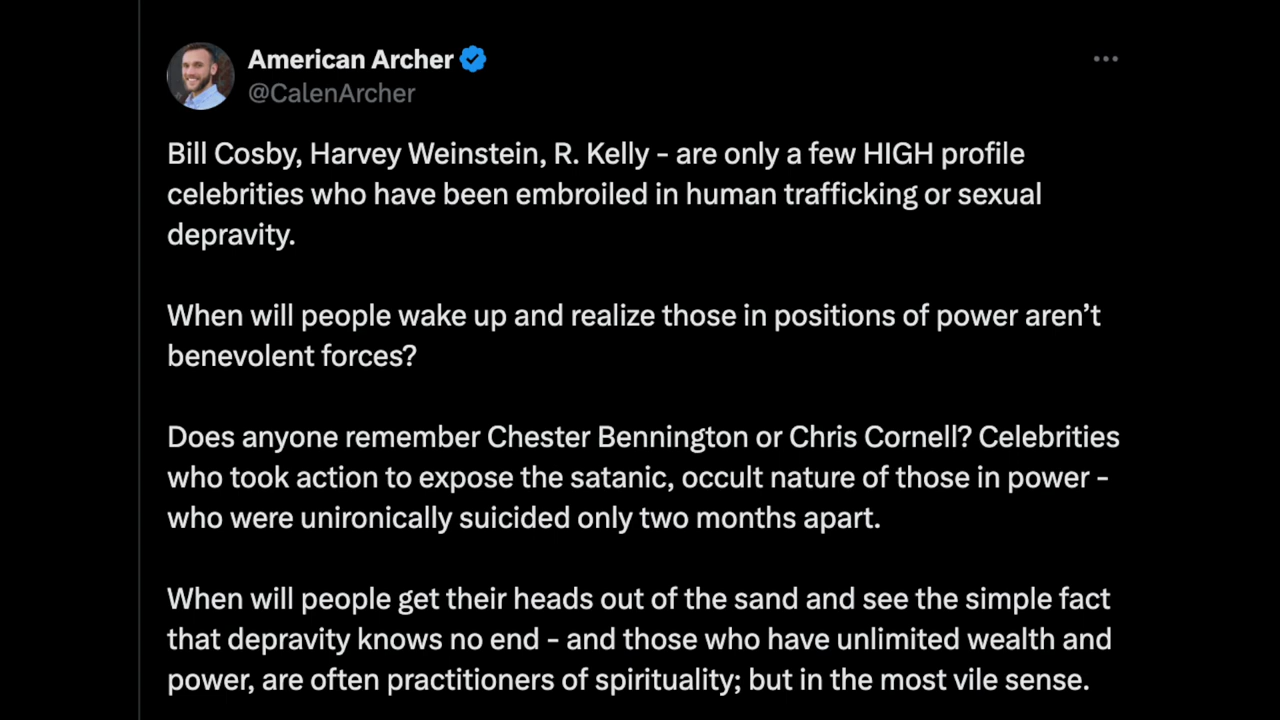 American Archer
@CalenArcher
Bill Cosby, Harvey Weinstein, R. Kelly - are only a few HIGH profile
celebrities who have been embroiled in human trafficking or sexual
depravity.
When will people wake up and realize those in positions of power aren’t
benevolent forces?
Does anyone remember Chester Bennington or Chris Cornell? Celebrities
who took action to expose the satanic, occult nature of those in power -
who were unironically suicided only two months apart.
When will people get their heads out of the sand and see the simple fact
that depravity knows no end - and those who have unlimited wealth and
power, are often practitioners of spirituality; but in the most vile sense.